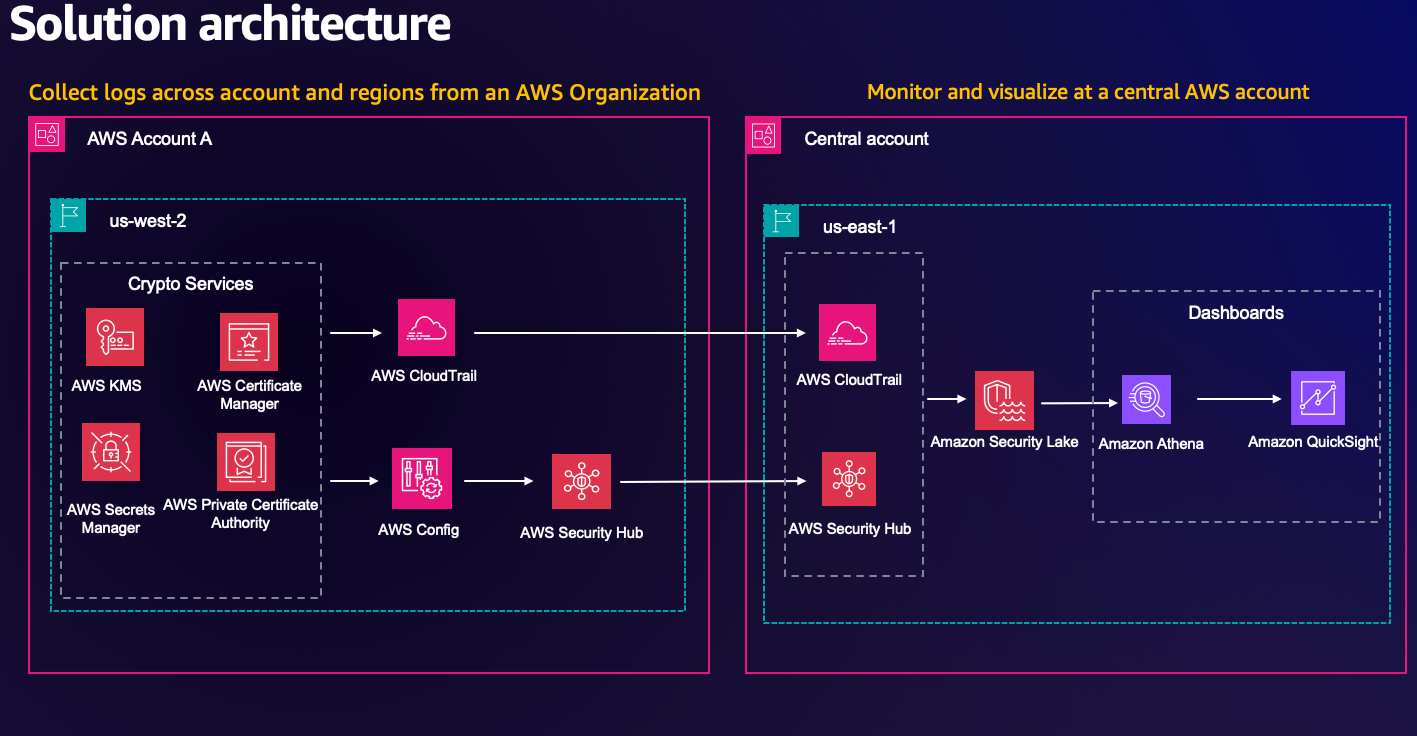 Solution architecture
Collect logs across account and regions from an AWS Organization
Monitor and visualize at a central AWS account
AWS Account A
us-west-2
Crypto Services
AWS KMS
AWS Certificate
Manager
AWS Secrets
Manager
AWS Private Certificate
Authority
AWS CloudTrail
AWS Config
AWS Security Hub
Central account
us-east-1
AWS CloudTrail
AWS Security Hub
Amazon Security Lake
Dashboards
Amazon Athena
Amazon QuickSight